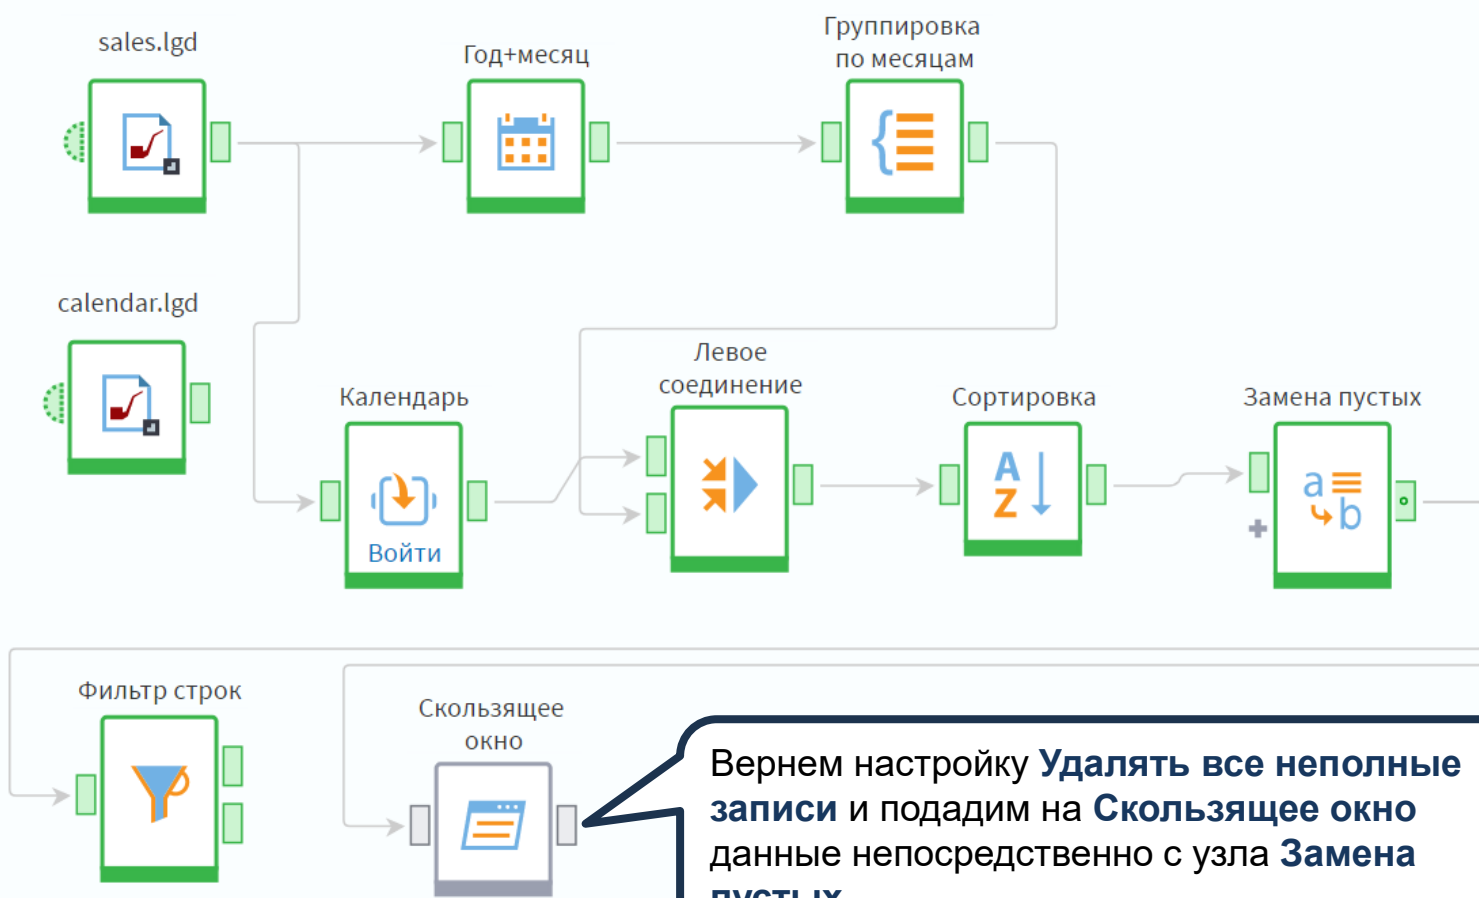 sales.lgd
Год+месяц
Группировка
по месяцам
calendar.lgd
Календарь
Войти
Левое
соединение
Сортировка
Замена пустых
Фильтр строк
Скользящее
окно
Вернем настройку Удалять все неполные
записи и подадим на Скользящее окно
данные непосредственно с узла Замена
пустых